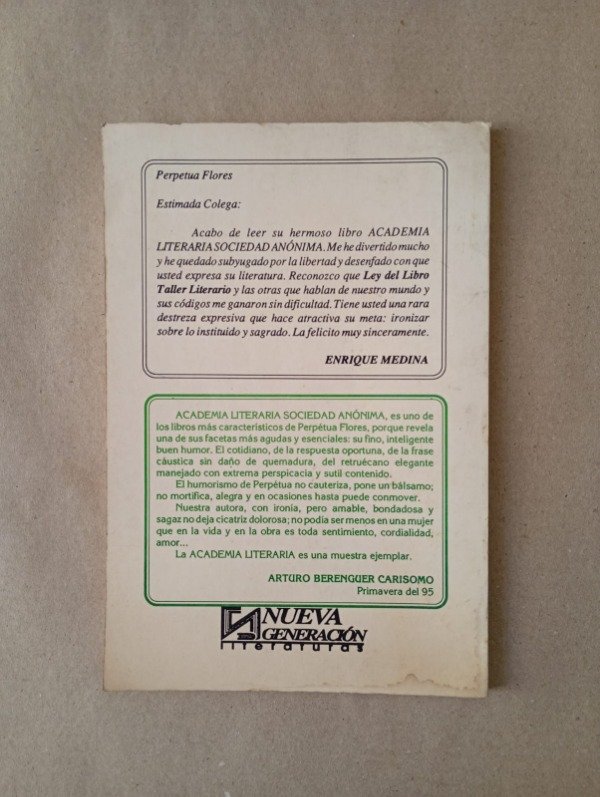 Perpetua Flores
Estimada Colega:
Acabo de leer su hermoso libro ACADEMIA
LITERARIA SOCIEDAD ANÓNIMA. Me he divertido mucho
y he quedado subyugado por la libertad y desenfado con que
usted expresa su literatura. Reconozco que Ley del Libro
Taller Literario y las otras que hablan de nuestro mundo y
sus códigos me ganaron sin dificultad. Tiene usted una rara
destreza expresiva que hace atractiva su meta: ironizar
sobre lo instituido y sagrado. La felicito muy sinceramente.
ENRIQUE MEDINA
ACADEMIA LITERARIA SOCIEDAD ANÓNIMA, es uno de
los libros más característicos de Perpétua Flores, porque revela
una de sus facetas más agudas y esenciales: su fino, inteligente
buen humor. El cotidiano, de la respuesta oportuna, de la frase
cáustica sin daño de quemadura, del retruécano elegante
manejado con extrema perspicacia y sutil contenido.
El humorismo de Perpétua no cauteriza, pone un bálsamo;
no mortifica, alegra y en ocasiones hasta puede conmover.
Nuestra autora, con ironía, pero amable, bondadosa y
sagaz no deja cicatriz dolorosa; no podía ser menos en una mujer
que en la vida y en la obra es toda sentimiento, cordialidad,
amor...
La ACADEMIA LITERARIA es una muestra ejemplar.
ARTURO BERENGUER CARISOMO
Primavera del 95
NUEVA
GENERACIÓN
literaturas